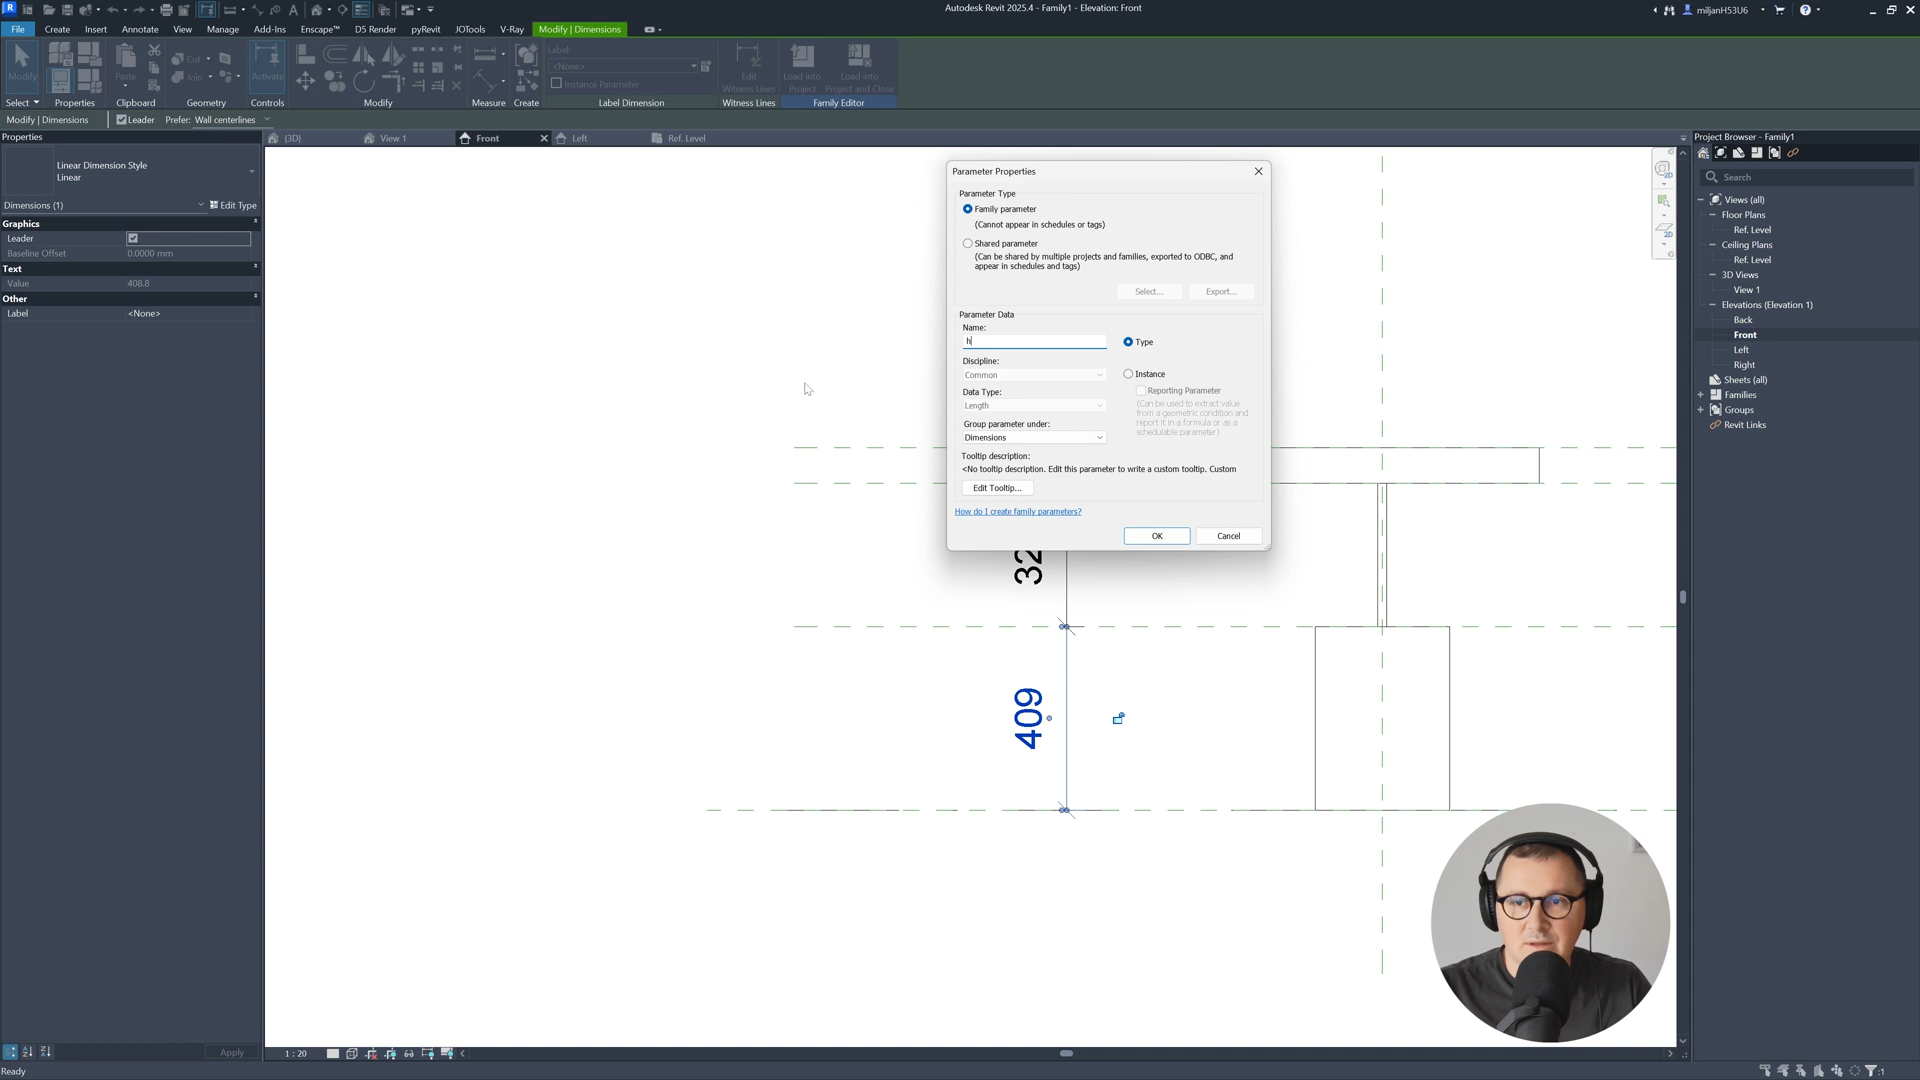 Autodesk Revit 2025.4 - Family1 - Elevation: Front
miljanH53U6
File
Create
Insert
Annotate
View
Manage
Add-Ins
Enscape™
D5 Render
pyRevit
JOTools
V-Ray
Modify | Dimensions
Modify
Paste
Cut
Join
Activate
Label:
<None>
Instance Parameter
Edit
Witness Lines
Load into
Project
Load into
Project and Close
Select
Properties
Clipboard
Geometry
Controls
Modify
Measure
Create
Label Dimension
Witness Lines
Family Editor
Modify | Dimensions
Leader
Prefer: Wall centerlines
Properties
Linear Dimension Style
Linear
Dimensions (1)
Edit Type
Graphics
Leader
Baseline Offset
0.0000 mm
Text
Value
408.8
Other
Label
<None>
Apply
(3D)
View 1
Front
Left
Ref. Level
Parameter Properties
Parameter Type
Family parameter
(Cannot appear in schedules or tags)
Shared parameter
(Can be shared by multiple projects and families, exported to ODBC, and
appear in schedules and tags)
Select...
Export...
Parameter Data
Name:
h
Type
Discipline:
Common
Instance
Data Type:
Reporting Parameter
Length
(Can be used to extract value
from a geometric condition and
report it in a formula or as a
schedulable parameter)
Group parameter under:
Dimensions
Tooltip description:
<No tooltip description. Edit this parameter to write a custom tooltip. Custom
Edit Tooltip...
How do I create family parameters?
OK
Cancel
32
409
Project Browser - Family1
Search
Views (all)
Floor Plans
Ref. Level
Ceiling Plans
Ref. Level
3D Views
View 1
Elevations (Elevation 1)
Back
Front
Left
Right
Sheets (all)
Families
Groups
Revit Links
1 : 20
Ready
:1